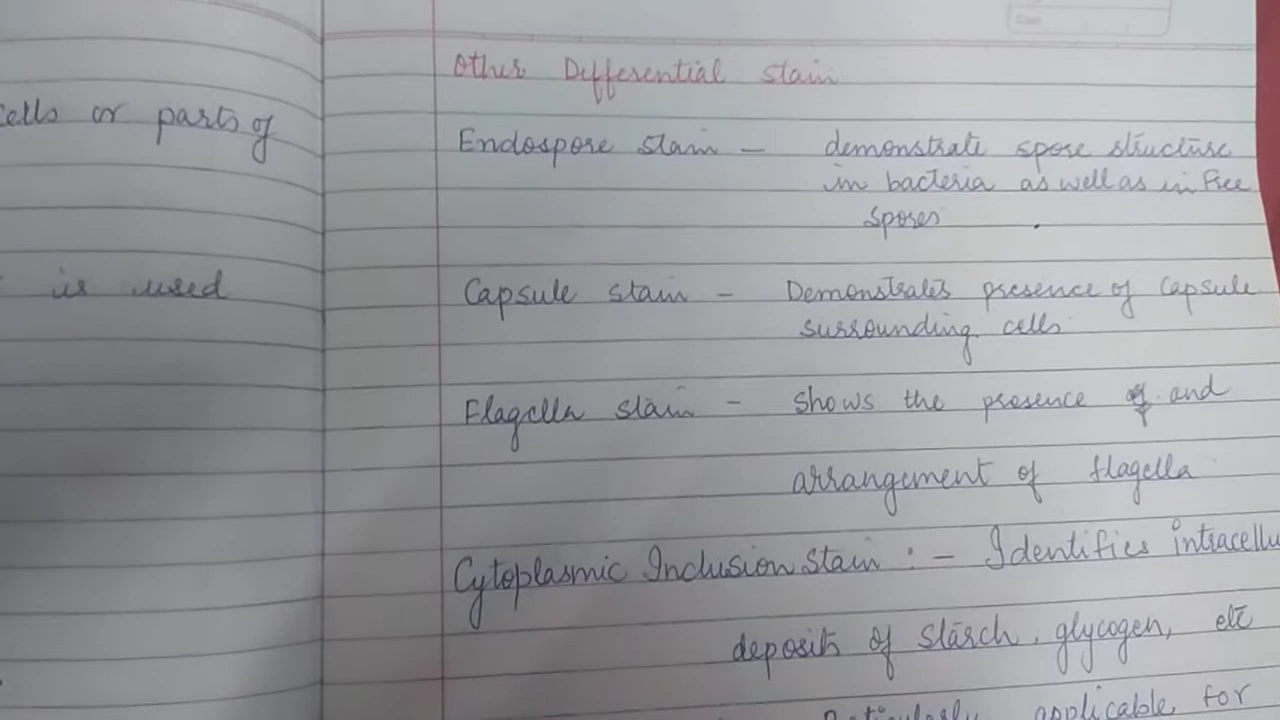 cells or parts of
is used
Date
Other Differential stain
Endospore stain - demonstrate spore structure
in bacteria as well as in Free
spores
Capsule stain - Demonstrates presence of capsule
surrounding cells
Flagella stain - shows the presence and
arrangement of flagella
Cytoplasmic Inclusion Stain : - Identifies intracellu
deposits of starch, glycogen, etc
Particularly applicable for